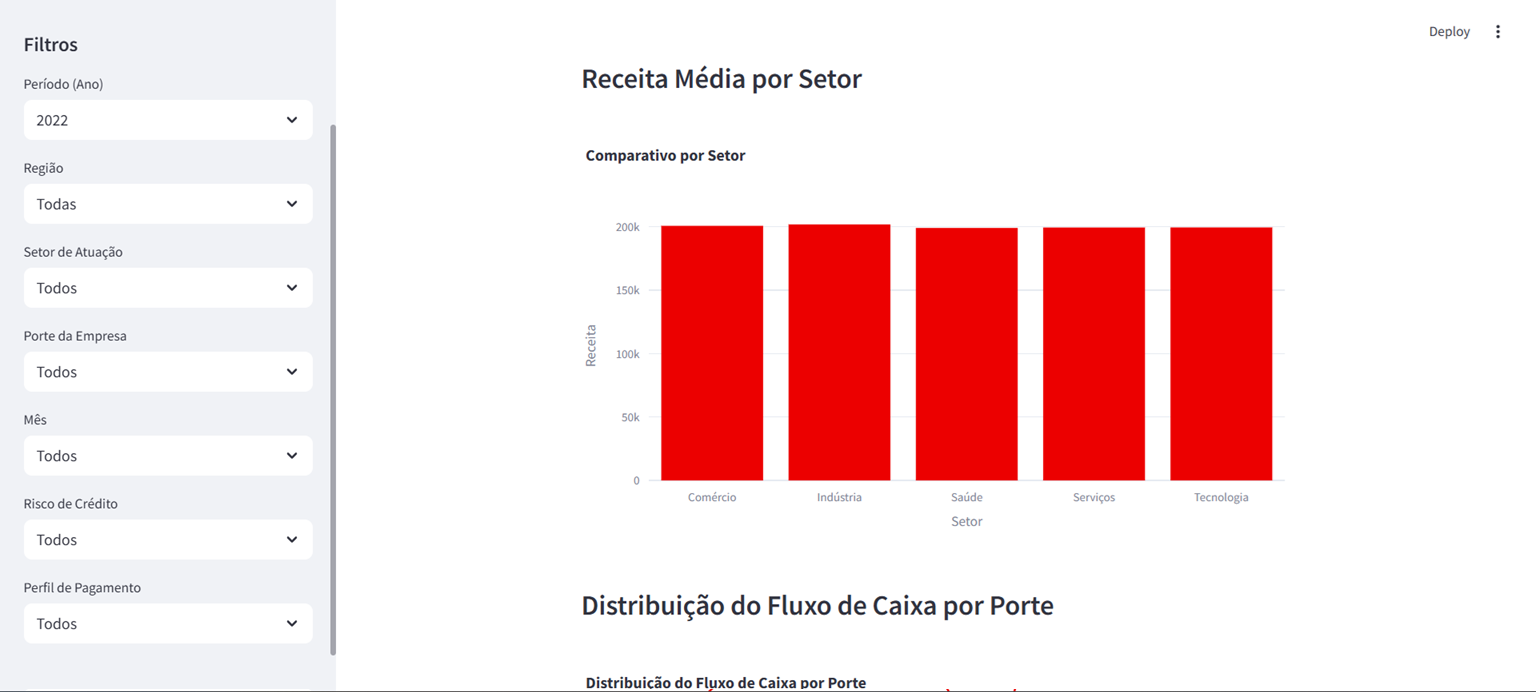 Filtros
Período (Ano)
2022
Região
Todas
Setor de Atuação
Todos
Porte da Empresa
Todos
Mês
Todos
Risco de Crédito
Todos
Perfil de Pagamento
Todos
Deploy
Receita Média por Setor
Comparativo por Setor
200k
150k
100k
50k
0
Receita
Comércio Indústria Saúde Serviços Tecnologia
Setor
Distribuição do Fluxo de Caixa por Porte
Distribuição do Fluxo de Caixa por Porte